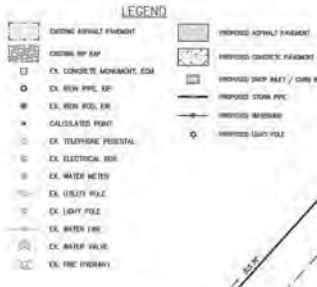 LEGEND
EXISTING ASPHALT PAVEMENT
EXISTING RIP RAP
EX. CONCRETE MONUMENT, ECM
EX. IRON PIPE, EIP
EX. IRON ROD, EIR
CALCULATED POINT
EX. TELEPHONE PEDESTAL
EX. ELECTRICAL BOX
EX. WATER METER
EX. UTILITY POLE
EX. LIGHT POLE
EX. WATER LINE
EX. WATER VALVE
EX. FIRE HYDRANT
PROPOSED ASPHALT PAVEMENT
PROPOSED CONCRETE PAVEMENT
PROPOSED DROP INLET / CURB
PROPOSED STORM PIPE
PROPOSED
PROPOSED LIGHT POLE